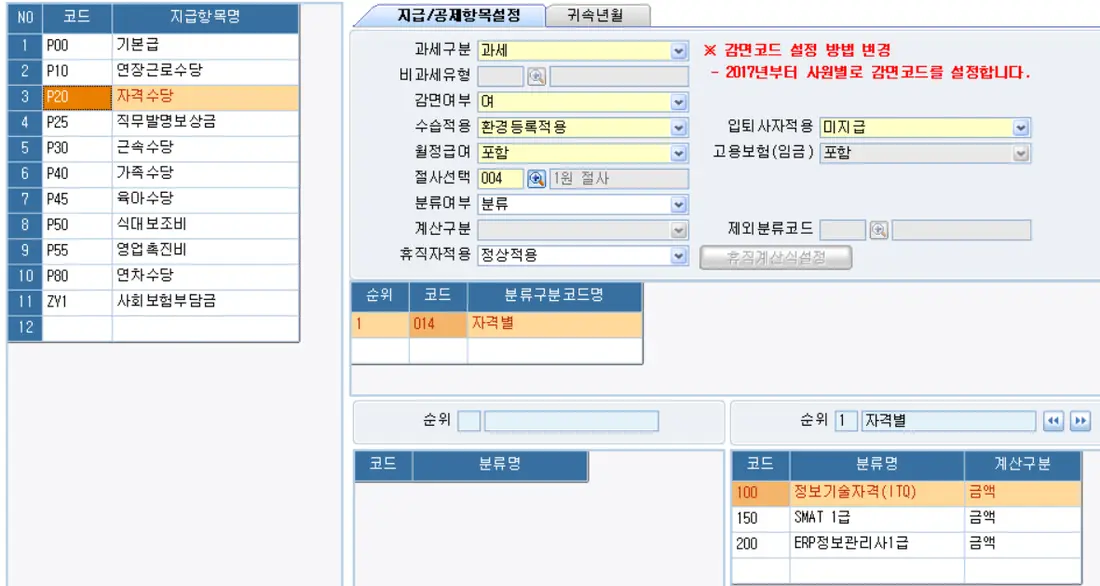 NO 코드 지급항목명
1 P00 기본급
2 P10 연장근로수당
3 P20 자격수당
4 P25 직무발명보상금
5 P30 근속수당
6 P40 가족수당
7 P45 육아수당
8 P50 식대보조비
9 P55 영업촉진비
10 P80 연차수당
11 ZY1 사회보험부담금
12
지급/공제항목설정 귀속년월
과세구분 과세
※ 감면코드 설정 방법 변경
비과세유형
- 2017년부터 사원별로 감면코드를 설정합니다.
감면여부 여
수습적용 환경등록적용 입퇴사자적용 미지급
월정급여 포함 고용보험(임금) 포함
절사선택 004 1원 절사
분류여부 분류
계산구분 제외분류코드
휴직자적용 정상적용 휴직계산식설정
순위 코드 분류구분코드명
1 014 자격별
순위
순위 1 자격별
코드 분류명
코드 분류명 계산구분
100 정보기술자격(ITQ) 금액
150 SMAT 1급 금액
200 ERP정보관리사1급 금액